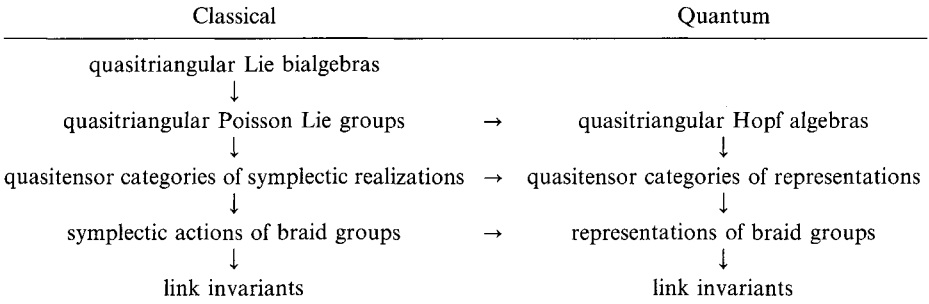 Classical Quantum
quasitriangular Lie bialgebras
↓
quasitriangular Poisson Lie groups → quasitriangular Hopf algebras
↓ ↓
quasitensor categories of symplectic realizations → quasitensor categories of representations
↓ ↓
symplectic actions of braid groups → representations of braid groups
↓ ↓
link invariants link invariants